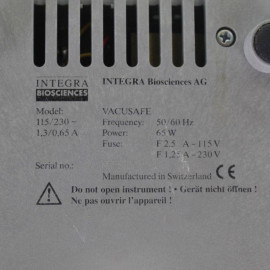 INTEGRA
BIOSCIENCES
INTEGRA Biosciences AG
Model: VACUSAFE
115/230 ~ Frequency: 50/60 Hz
1,3/0,65 A Power: 65 W
Fuse. F 2,5 A – 115 V
F 1,25 A - 230 V
Serial no.:
Manufactured in Switzerland CE
Do not open instrument ! • Gerät nicht öffnen !
Ne pas ouvrir l'appareil !